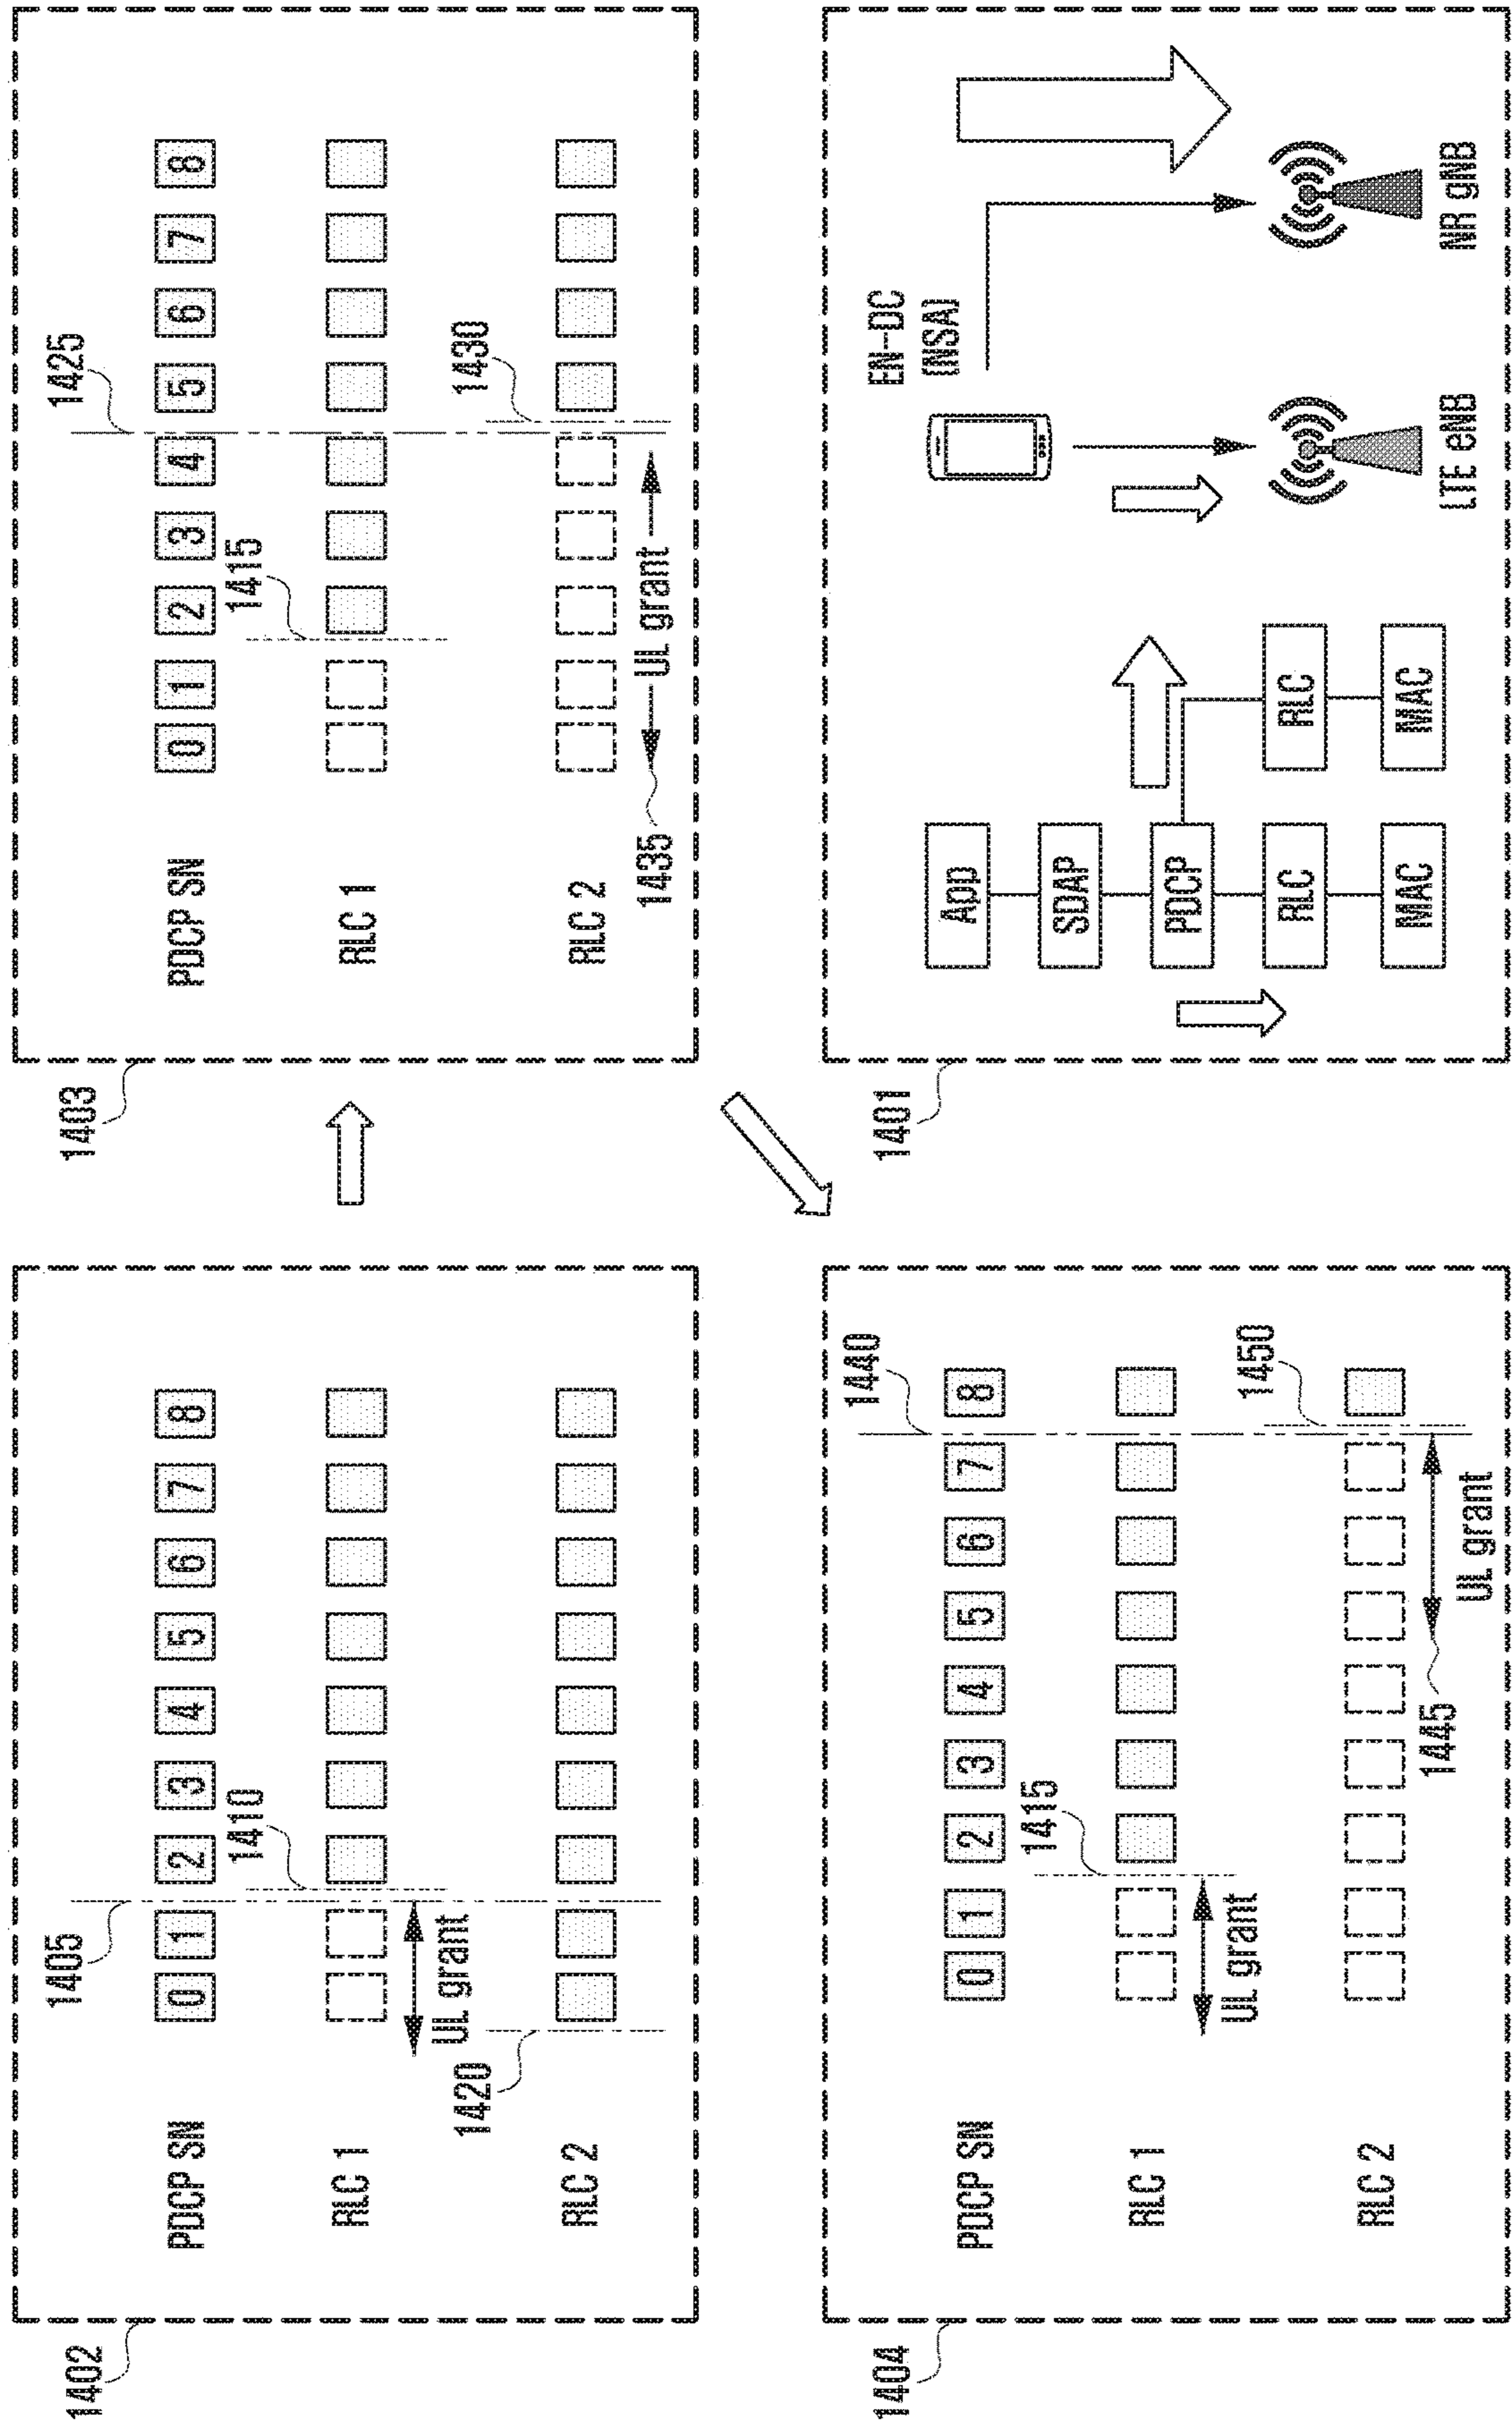 1402
1405
PDCP SN 0 1 2 3 4 5 6 7 8
1410
RLC 1
UL grant
1420
RLC 2
1403
1425
PDCP SN 0 1 2 3 4 5 6 7 8
1415
RLC 1
1430
RLC 2
1435
UL grant
1404
1440
PDCP SN 0 1 2 3 4 5 6 7 8
1415
RLC 1
UL grant
1450
RLC 2
1445
UL grant
1401
App
SDAP
PDCP
RLC
RLC
MAC
MAC
EN-DC
(NSA)
LTE eNB
NR gNB